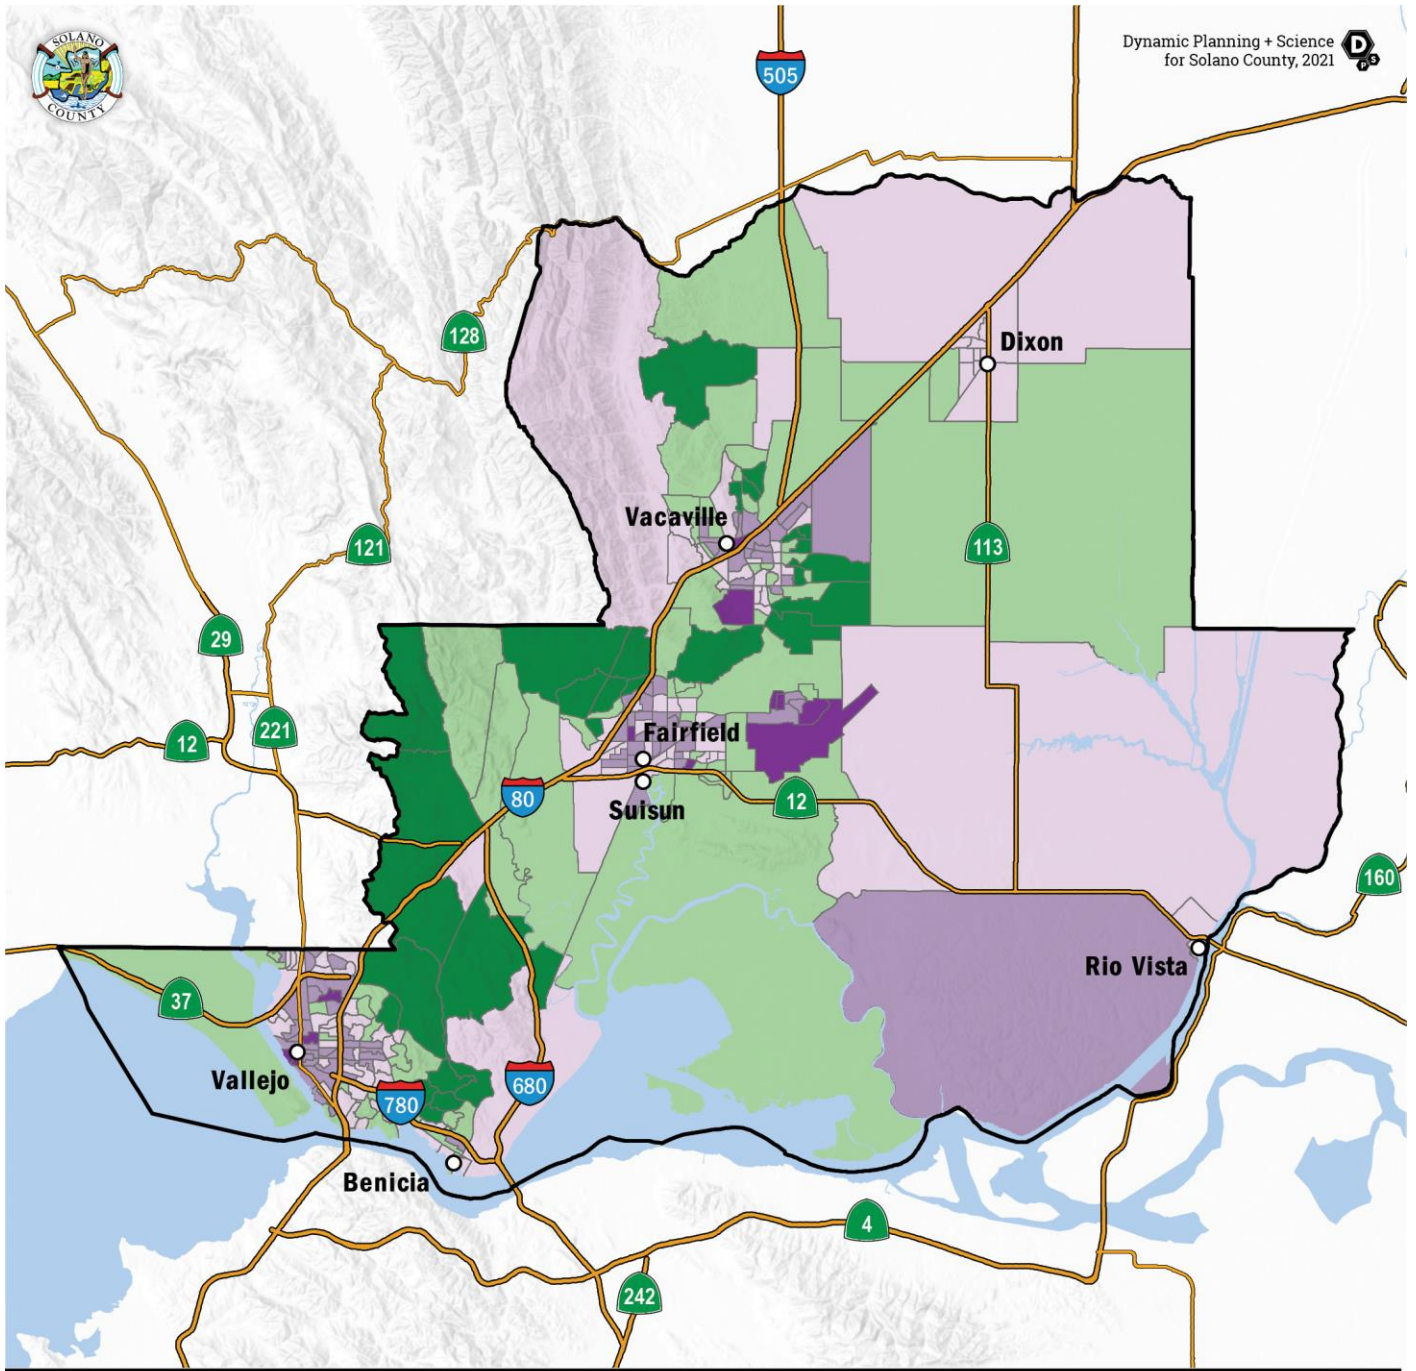 SOLANO
COUNTY
Dynamic Planning + Science
for Solano County, 2021
D
P S
505
128
Dixon
Vacaville
121
113
29
221
12
Fairfield
80
Suisun
12
160
Rio Vista
37
Vallejo
680
780
Benicia
4
242